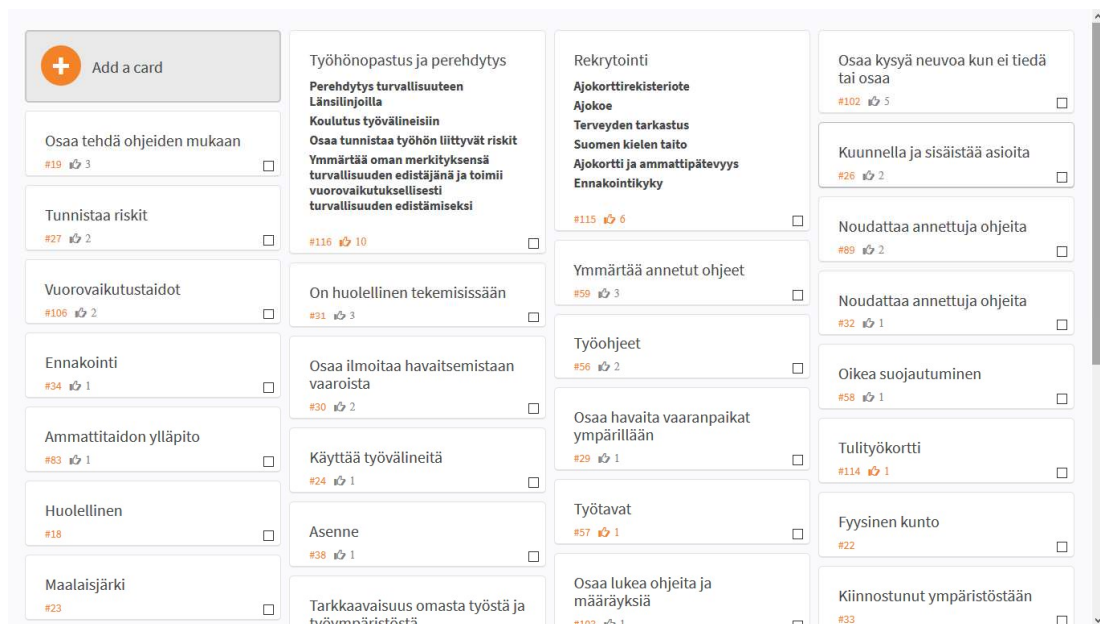 Add a card
Osaa tehdä ohjeiden mukaan
#19 3
Tunnistaa riskit
#27 2
Vuorovaikutustaidot
#106 2
Ennakointi
#34 1
Ammattitaidon ylläpito
#83 1
Huolellinen
#18
Maalaisjärki
#23
Työhönopastus ja perehdytys
Perehdytys turvallisuuteen
Länsilinjoilla
Koulutus työvälineisiin
Osaa tunnistaa työhön liittyvät riskit
Ymmärtää oman merkityksensä
turvallisuuden edistäjänä ja toimii
vuorovaikutuksellisesti
turvallisuuden edistämiseksi
#116 10
On huolellinen tekemisissään
#31 3
Osaa ilmoitaa havaitsemistaan
vaaroista
#30 2
Käyttää työvälineitä
#24 1
Asenne
#38 1
Tarkkaavaisuus omasta työstä ja
työympäristöstä
Rekrytointi
Ajokorttirekisteriote
Ajokoe
Terveyden tarkastus
Suomen kielen taito
Ajokortti ja ammattipätevyys
Ennakointikyky
#115 6
Ymmärtää annetut ohjeet
#59 3
Työohjeet
#56 2
Osaa havaita vaaranpaikat
ympärillään
#29 1
Työtavat
#57 1
Osaa lukea ohjeita ja
määräyksiä
#103 1
Osaa kysyä neuvoa kun ei tiedä
tai osaa
#102 5
Kuunnella ja sisäistää asioita
#26 2
Noudattaa annettuja ohjeita
#89 2
Noudattaa annettuja ohjeita
#32 1
Oikea suojautuminen
#58 1
Tulityökortti
#114 1
Fyysinen kunto
#22
Kiinnostunut ympäristöstään
#33